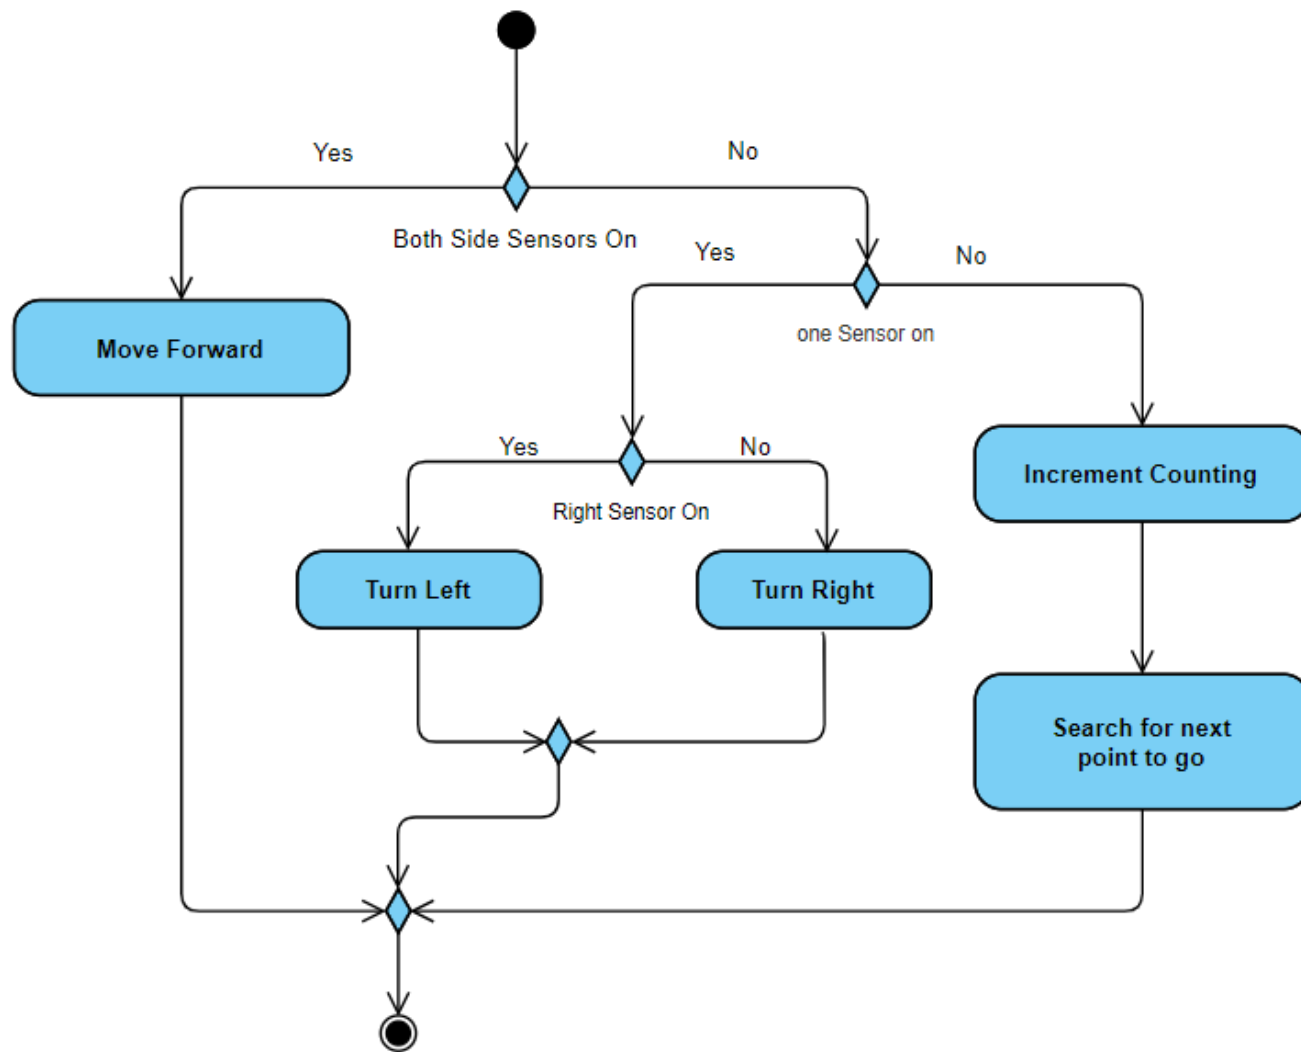 Yes
No
Both Side Sensors On
Yes
No
one Sensor on
Move Forward
Yes
No
Right Sensor On
Increment Counting
Turn Left
Turn Right
Search for next
point to go